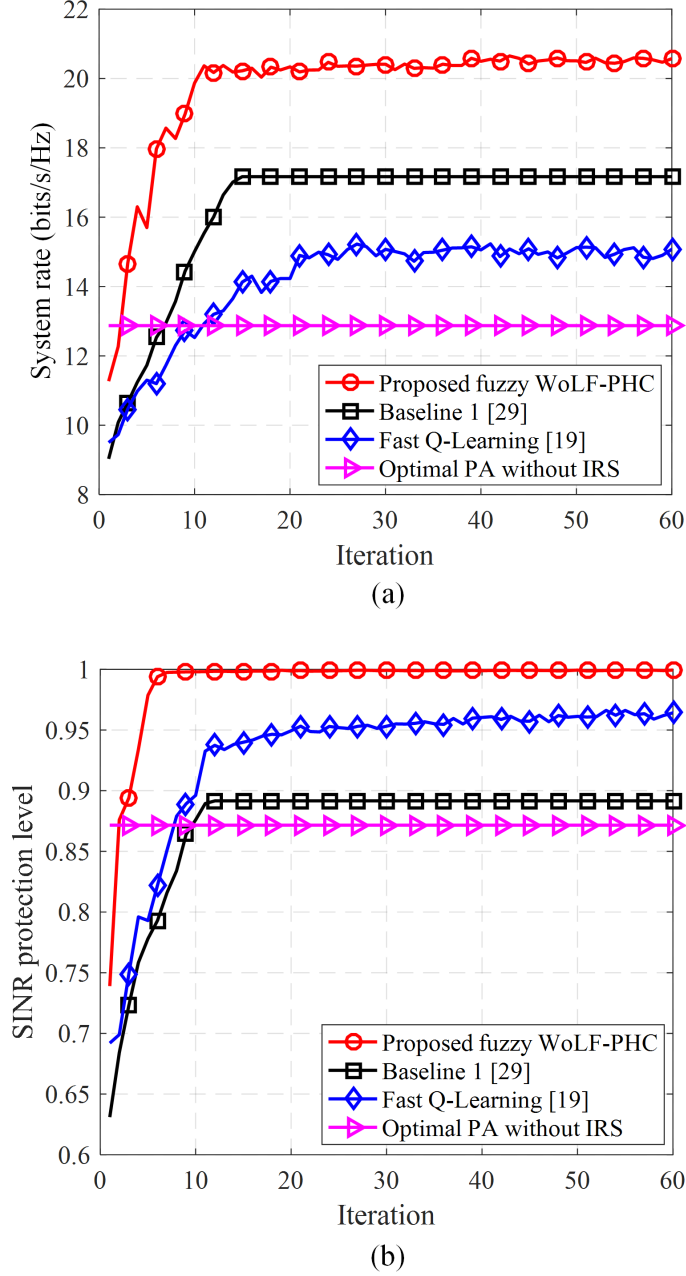 22
20
18
16
14
12
10
8
System rate (bits/s/Hz)
Proposed fuzzy WoLF-PHC
Baseline 1 [29]
Fast Q-Learning [19]
Optimal PA without IRS
0 10 20 30 40 50 60
Iteration
(a)
1
0.95
0.9
0.85
0.8
0.75
0.7
0.65
0.6
SINR protection level
Proposed fuzzy WoLF-PHC
Baseline 1 [29]
Fast Q-Learning [19]
Optimal PA without IRS
0 10 20 30 40 50 60
Iteration
(b)